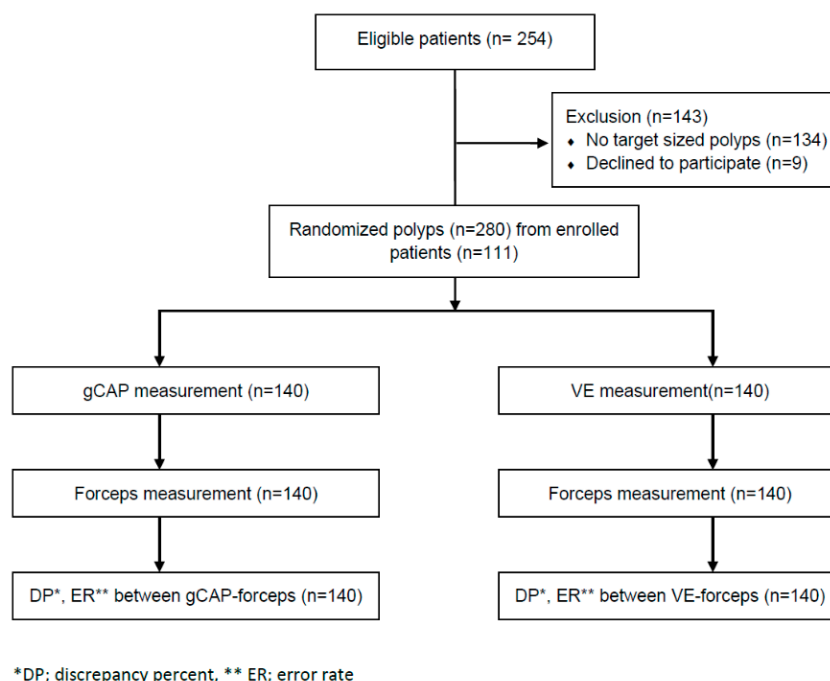 Eligible patients (n= 254)
Exclusion (n=143)
⬧ No target sized polyps (n=134)
⬧ Declined to participate (n=9)
Randomized polyps (n=280) from enrolled
patients (n=111)
gCAP measurement (n=140)
VE measurement(n=140)
Forceps measurement (n=140)
Forceps measurement (n=140)
DP*, ER** between gCAP-forceps (n=140)
DP*, ER** between VE-forceps (n=140)
*DP; discrepancy percent, ** ER; error rate